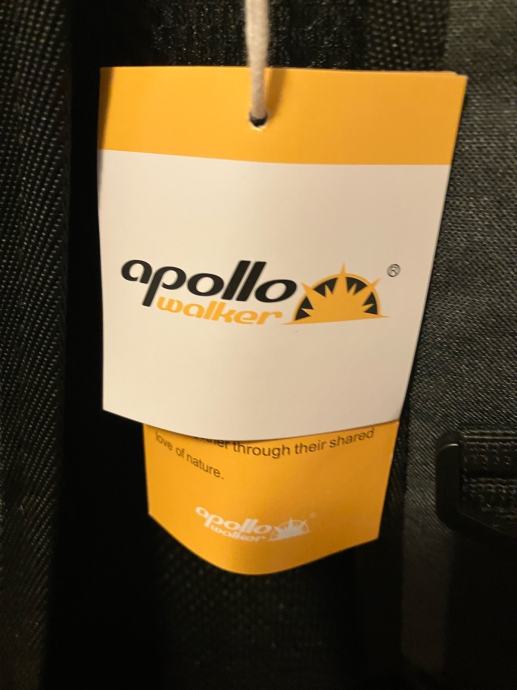 apollo
walker ®
through their shared
love of nature.
apollo
walker